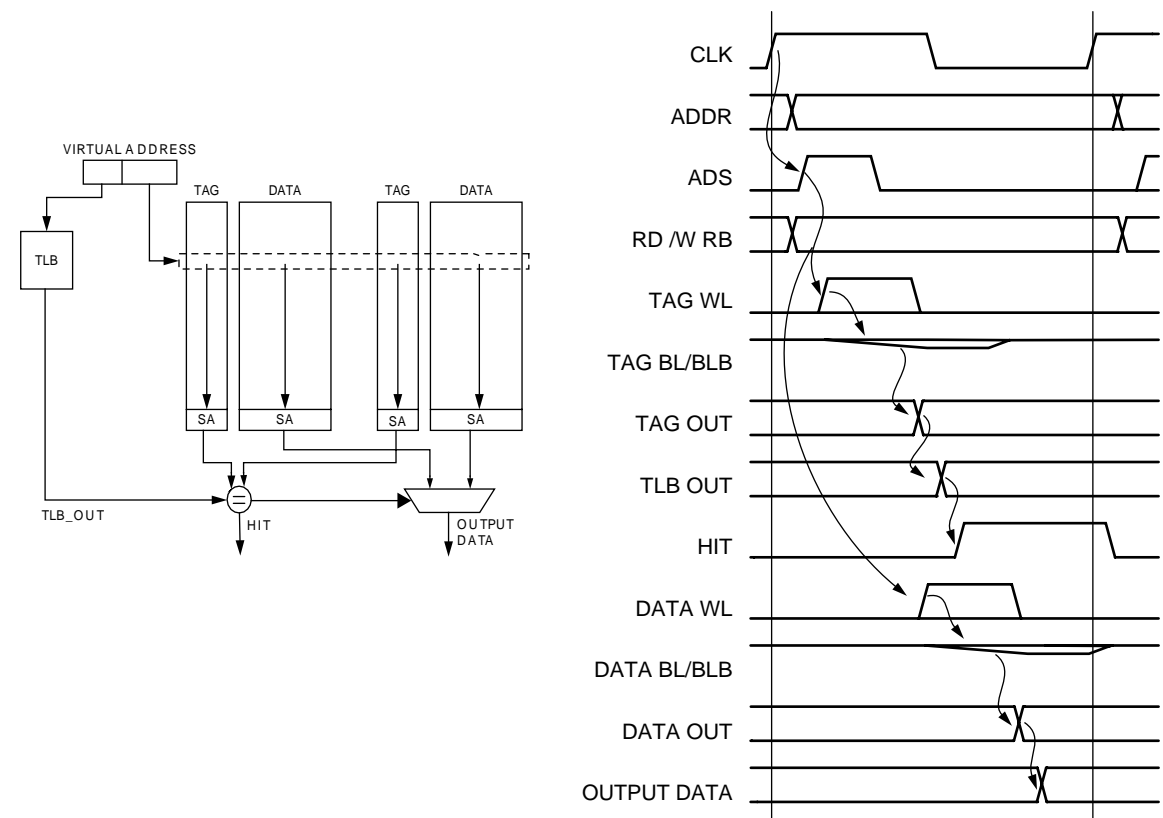 VIRTUAL ADDRESS
TAG DATA TAG DATA
TLB
SA SA SA SA
=
TLB_OUT
HIT
OUTPUT
DATA
CLK
ADDR
ADS
RD /W RB
TAG WL
TAG BL/BLB
TAG OUT
TLB OUT
HIT
DATA WL
DATA BL/BLB
DATA OUT
OUTPUT DATA